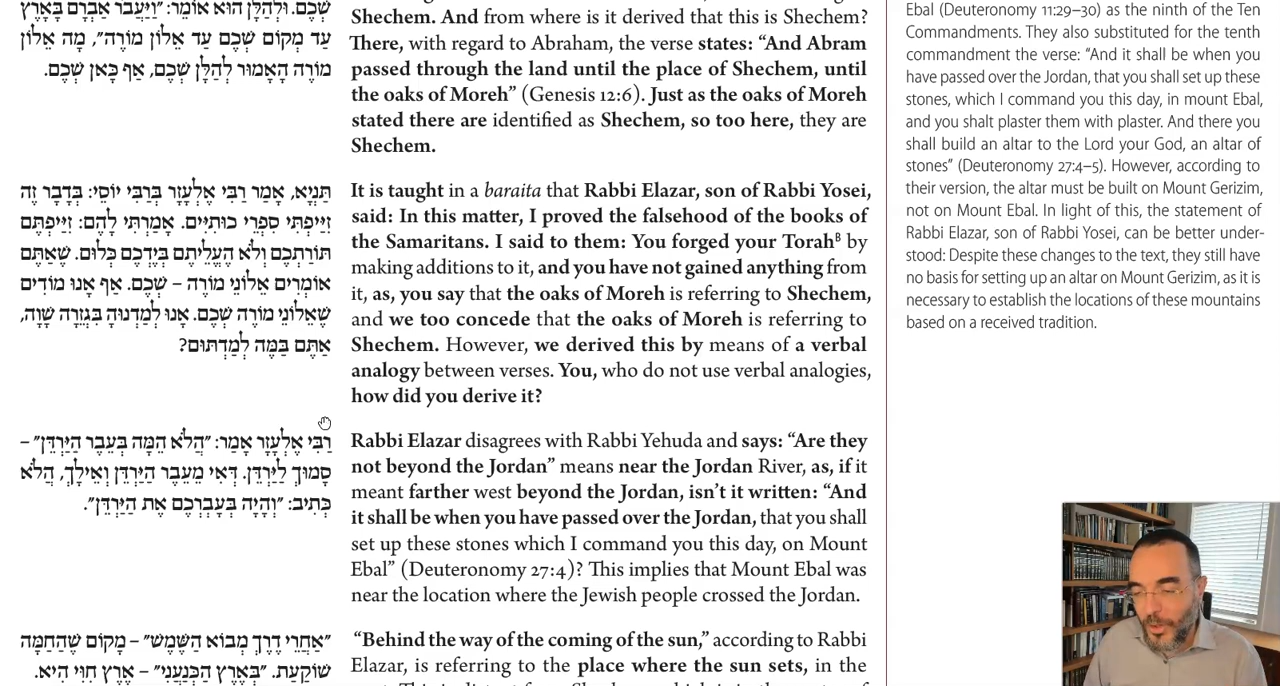 שְׁכֶם. וּלְהַלָּן הוּא אוֹמֵר: ״וַיַּעֲבֹר אַבְרָם בָּאָרֶץ
עַד מְקוֹם שְׁכֶם עַד אֵלוֹן מוֹרֶה״, מָה אֵלוֹן
מוֹרֶה הָאָמוּר לְהַלָּן שְׁכֶם, אַף כָּאן שְׁכֶם.
תַּנְיָא, אָמַר רַבִּי אֶלְעָזָר בְּרַבִּי יוֹסֵי: בְּדָבָר זֶה
זִיַּיפְתִּי סִפְרֵי כוּתִיִּים. אָמַרְתִּי לָהֶם: זִיַּיפְתֶּם
תּוֹרַתְכֶם וְלֹא הֶעֱלֵיתֶם בְּיֶדְכֶם כְּלוּם. שֶׁאַתֶּם
אוֹמְרִים אֵלוֹנֵי מוֹרֶה – שְׁכֶם. אַף אָנוּ מוֹדִים
שֶׁאֵלוֹנֵי מוֹרֶה שְׁכֶם. אָנוּ לְמַדְנוּהָ בִּגְזֵרָה שָׁוָה,
אַתֶּם בַּמֶּה לְמַדְתּוּם?
רַבִּי אֶלְעָזָר אָמַר: ״הֲלֹא הֵמָּה בְּעֵבֶר הַיַּרְדֵּן״ –
סָמוּךְ לַיַּרְדֵּן. דְּאִי מֵעֵבֶר הַיַּרְדֵּן וְאֵילָךְ, הֲלֹא
כְּתִיב: ״וְהָיָה בְּעָבְרְכֶם אֶת הַיַּרְדֵּן״.
״אַחֲרֵי דֶּרֶךְ מְבוֹא הַשֶּׁמֶשׁ״ – מָקוֹם שֶׁהַחַמָּה
שׁוֹקַעַת. ״בְּאֶרֶץ הַכְּנַעֲנִי״ – אֶרֶץ חִוִּי הִיא.
Shechem. And from where is it derived that this is Shechem?
There, with regard to Abraham, the verse states: “And Abram
passed through the land until the place of Shechem, until
the oaks of Moreh” (Genesis 12:6). Just as the oaks of Moreh
stated there are identified as Shechem, so too here, they are
Shechem.
It is taught in a baraita that Rabbi Elazar, son of Rabbi Yosei,
said: In this matter, I proved the falsehood of the books of
the Samaritans. I said to them: You forged your Torahᴮ by
making additions to it, and you have not gained anything from
it, as, you say that the oaks of Moreh is referring to Shechem,
and we too concede that the oaks of Moreh is referring to
Shechem. However, we derived this by means of a verbal
analogy between verses. You, who do not use verbal analogies,
how did you derive it?
Rabbi Elazar disagrees with Rabbi Yehuda and says: “Are they
not beyond the Jordan” means near the Jordan River, as, if it
meant farther west beyond the Jordan, isn’t it written: “And
it shall be when you have passed over the Jordan, that you shall
set up these stones which I command you this day, on Mount
Ebal” (Deuteronomy 27:4)? This implies that Mount Ebal was
near the location where the Jewish people crossed the Jordan.
“Behind the way of the coming of the sun,” according to Rabbi
Elazar, is referring to the place where the sun sets, in the
Ebal (Deuteronomy 11:29–30) as the ninth of the Ten
Commandments. They also substituted for the tenth
commandment the verse: “And it shall be when you
have passed over the Jordan, that you shall set up these
stones, which I command you this day, in mount Ebal,
and you shalt plaster them with plaster. And there you
shall build an altar to the Lord your God, an altar of
stones” (Deuteronomy 27:4–5). However, according to
their version, the altar must be built on Mount Gerizim,
not on Mount Ebal. In light of this, the statement of
Rabbi Elazar, son of Rabbi Yosei, can be better under-
stood: Despite these changes to the text, they still have
no basis for setting up an altar on Mount Gerizim, as it is
necessary to establish the locations of these mountains
based on a received tradition.